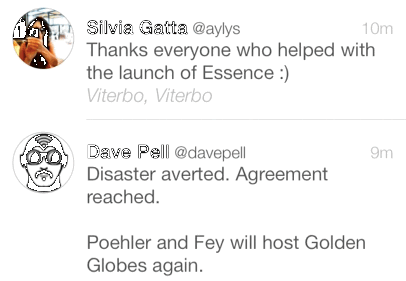 Silvia Gatta @aylys 10m
Thanks everyone who helped with
the launch of Essence :)
Viterbo, Viterbo
Dave Pell @davepell 9m
Disaster averted. Agreement
reached.
Poehler and Fey will host Golden
Globes again.